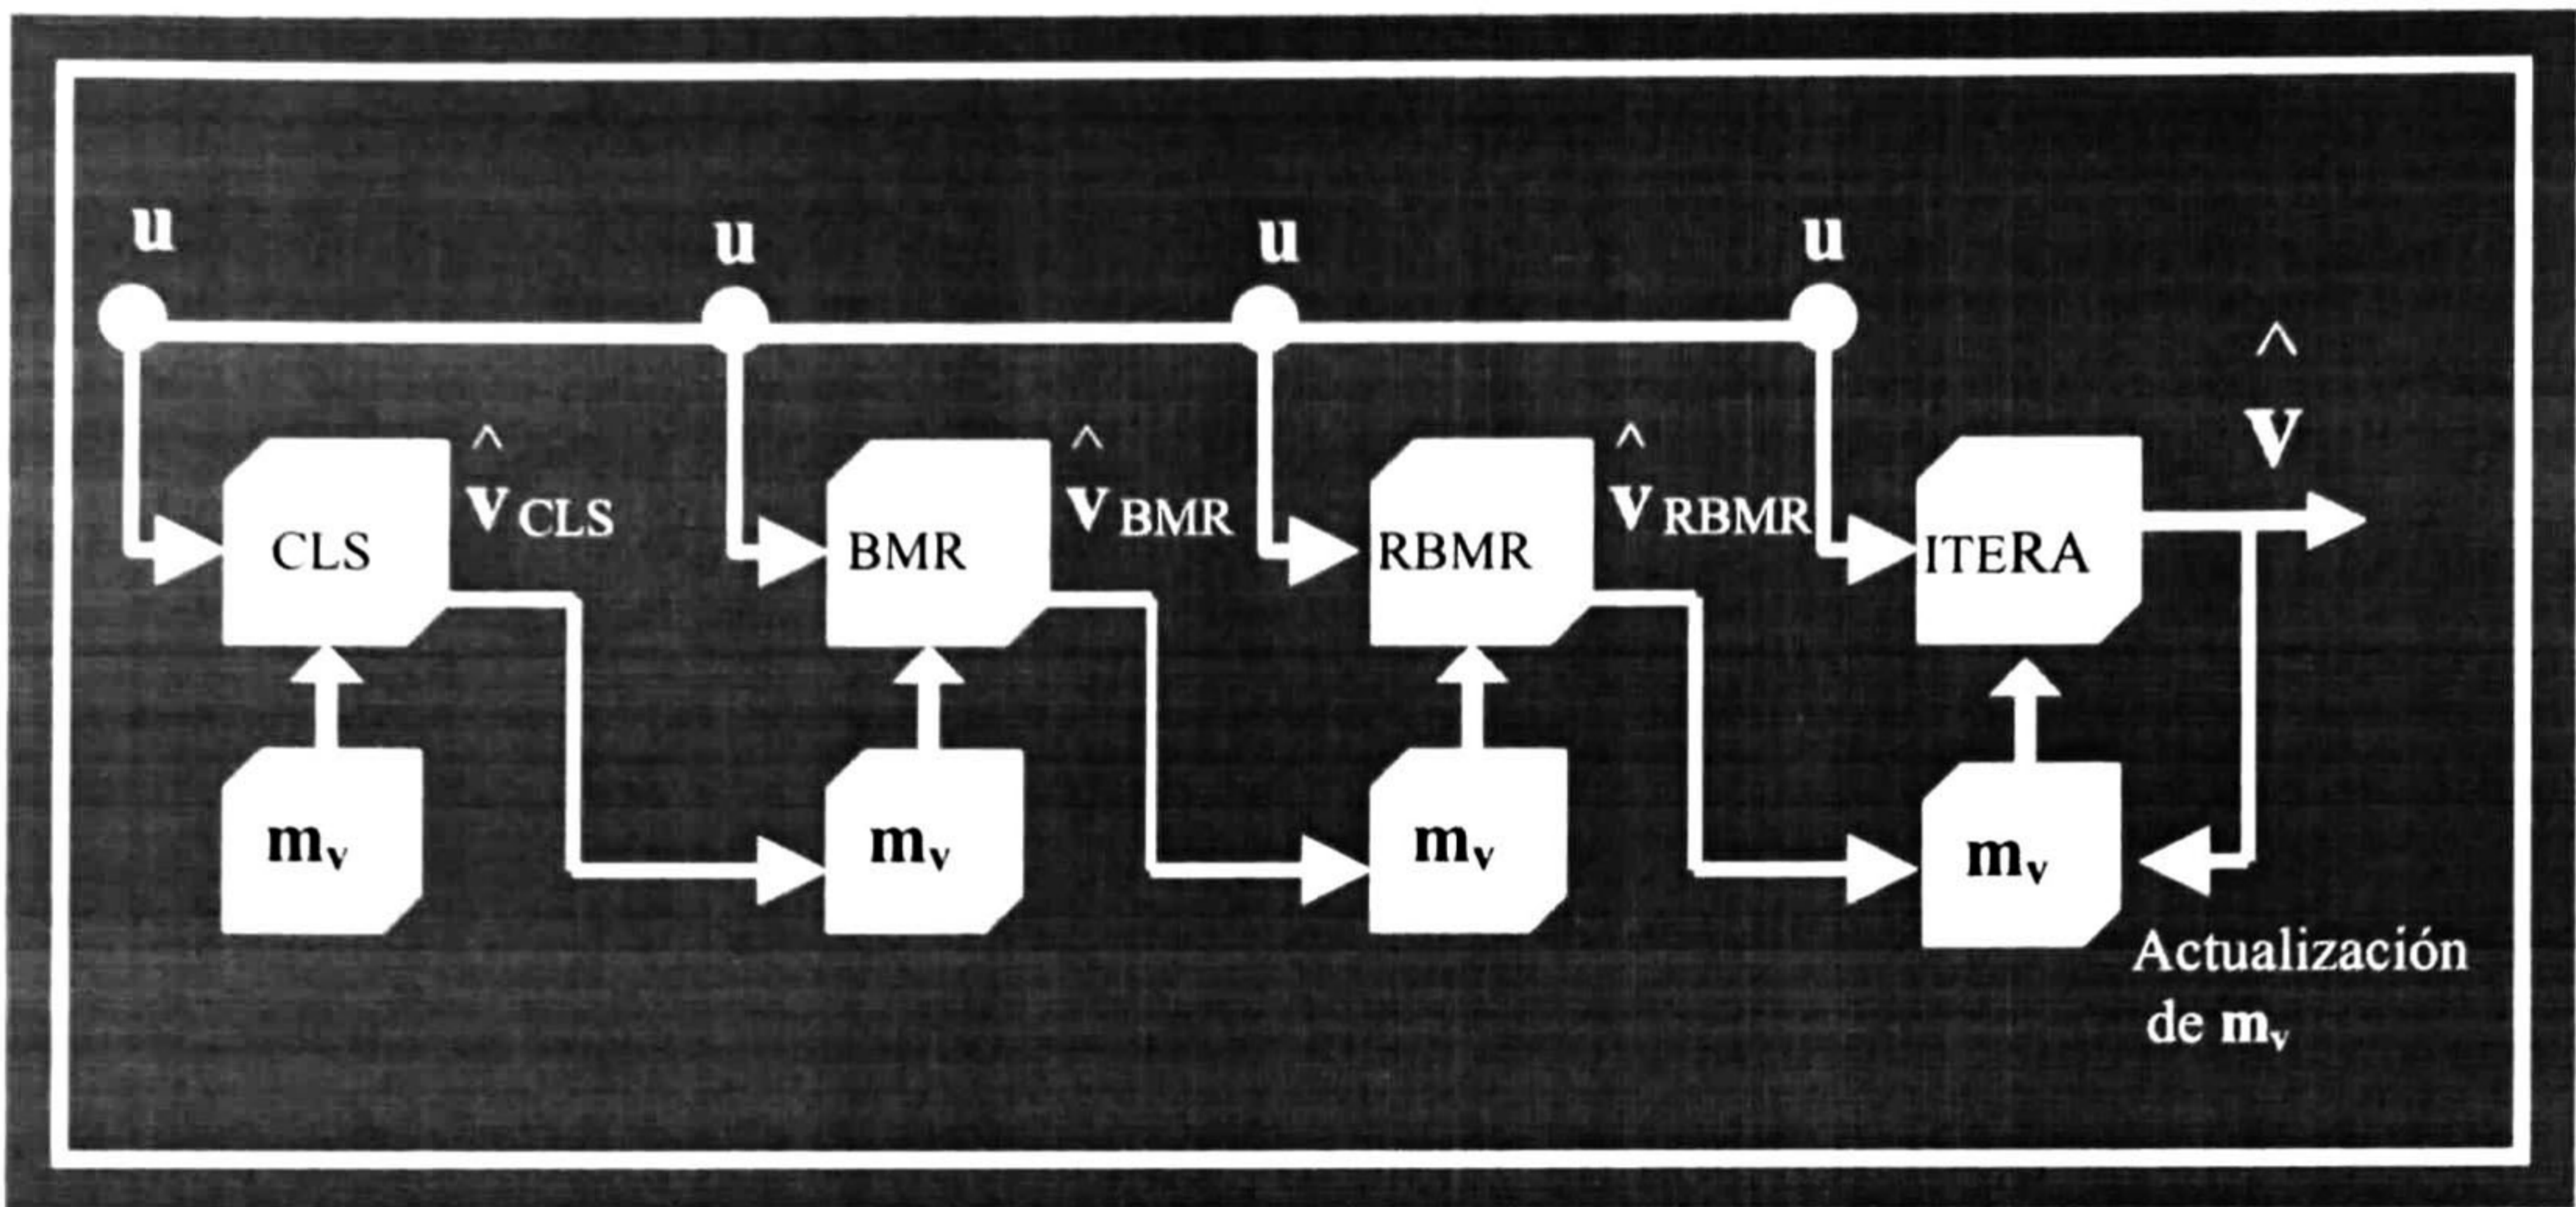 u u u u
^
v
^ ^ ^
v CLS v BMR v RBMR
CLS BMR RBMR ITERA
mv mv mv mv
Actualización
de mv